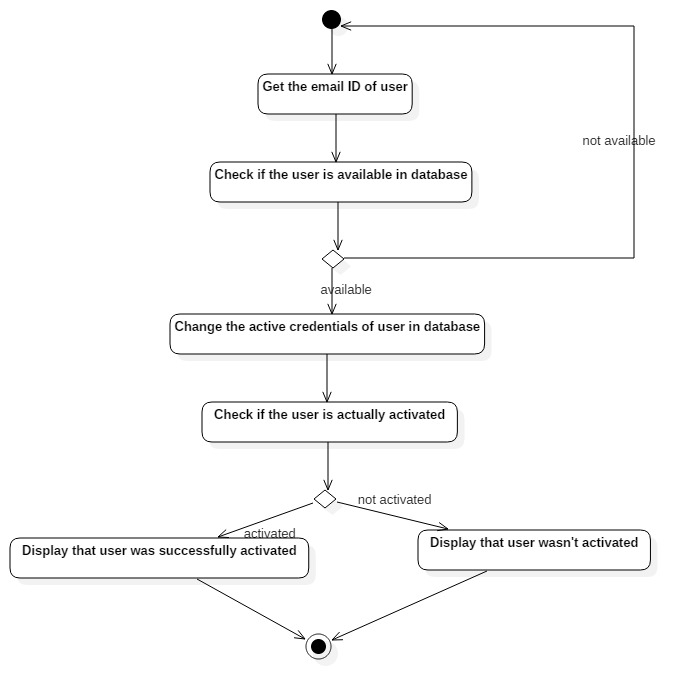 Get the email ID of user
not available
Check if the user is available in database
available
Change the active credentials of user in database
Check if the user is actually activated
not activated
activated
Display that user was successfully activated
Display that user wasn't activated